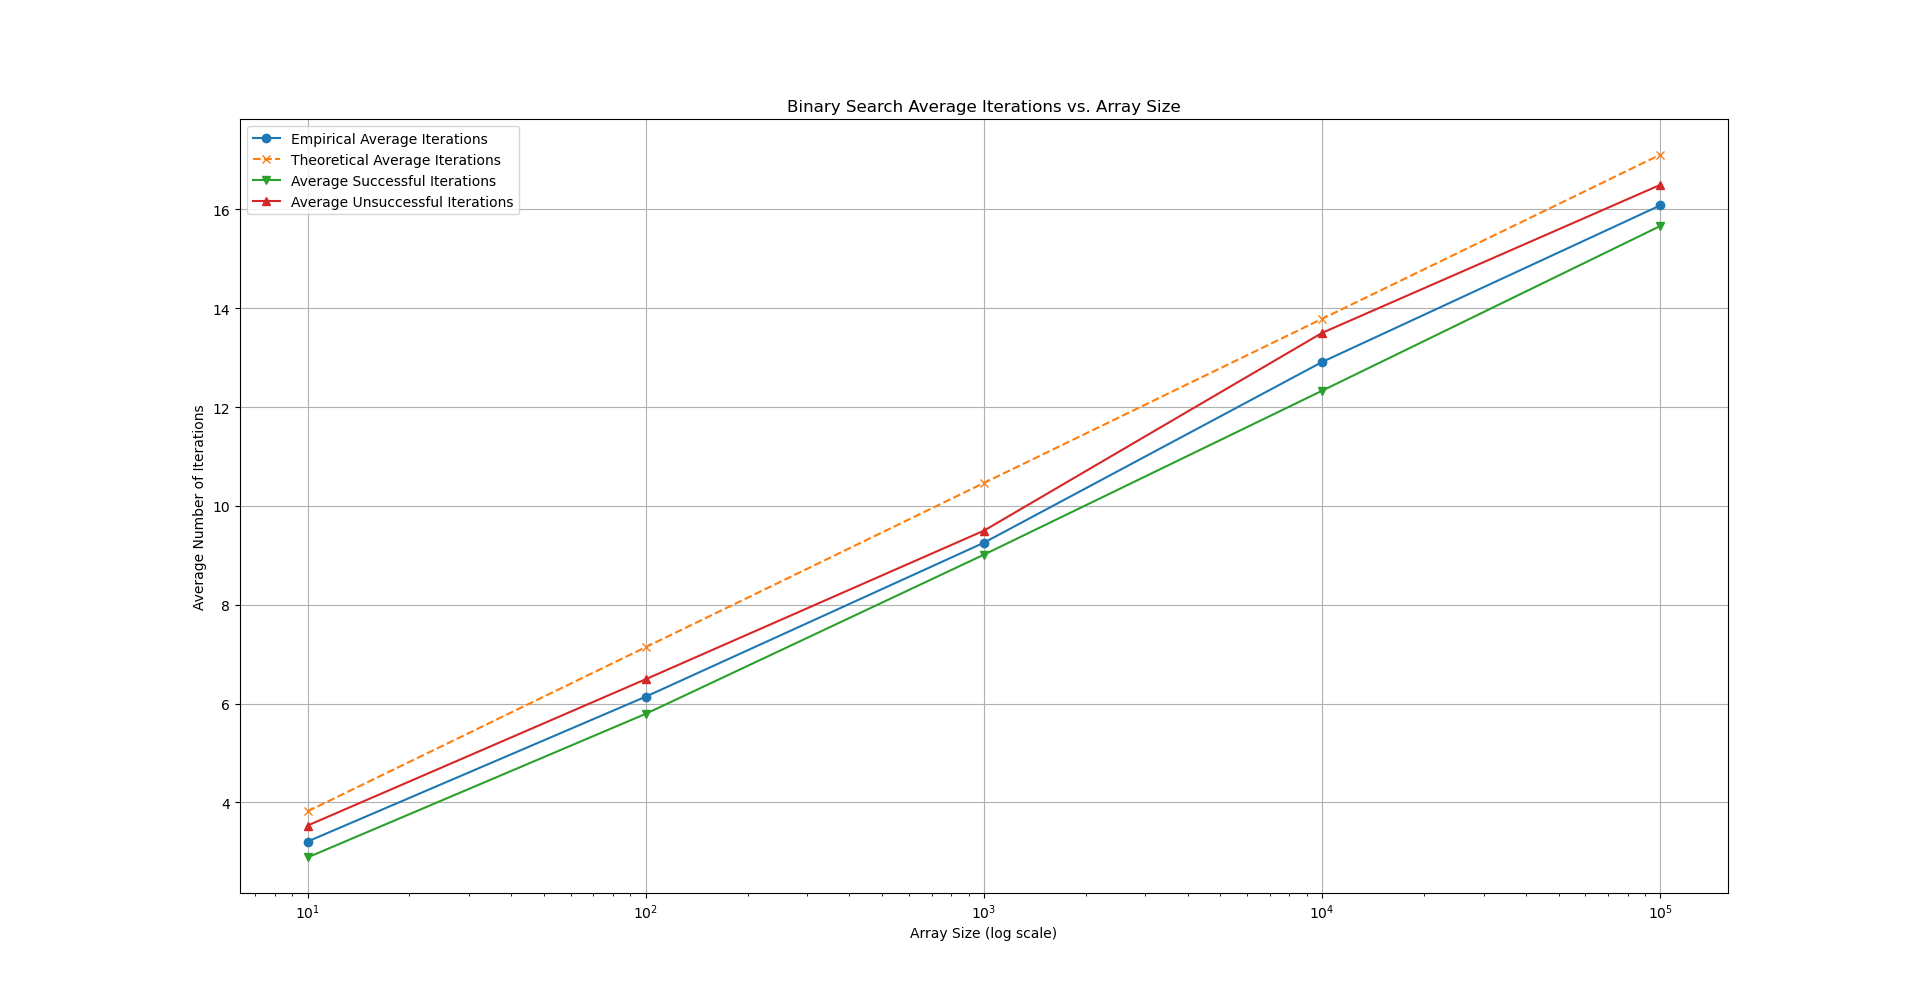 Binary Search Average Iterations vs. Array Size
Empirical Average Iterations
Theoretical Average Iterations
Average Successful Iterations
Average Unsuccessful Iterations
Average Number of Iterations
16
14
12
10
8
6
4
10¹ 10² 10³ 10⁴ 10⁵
Array Size (log scale)